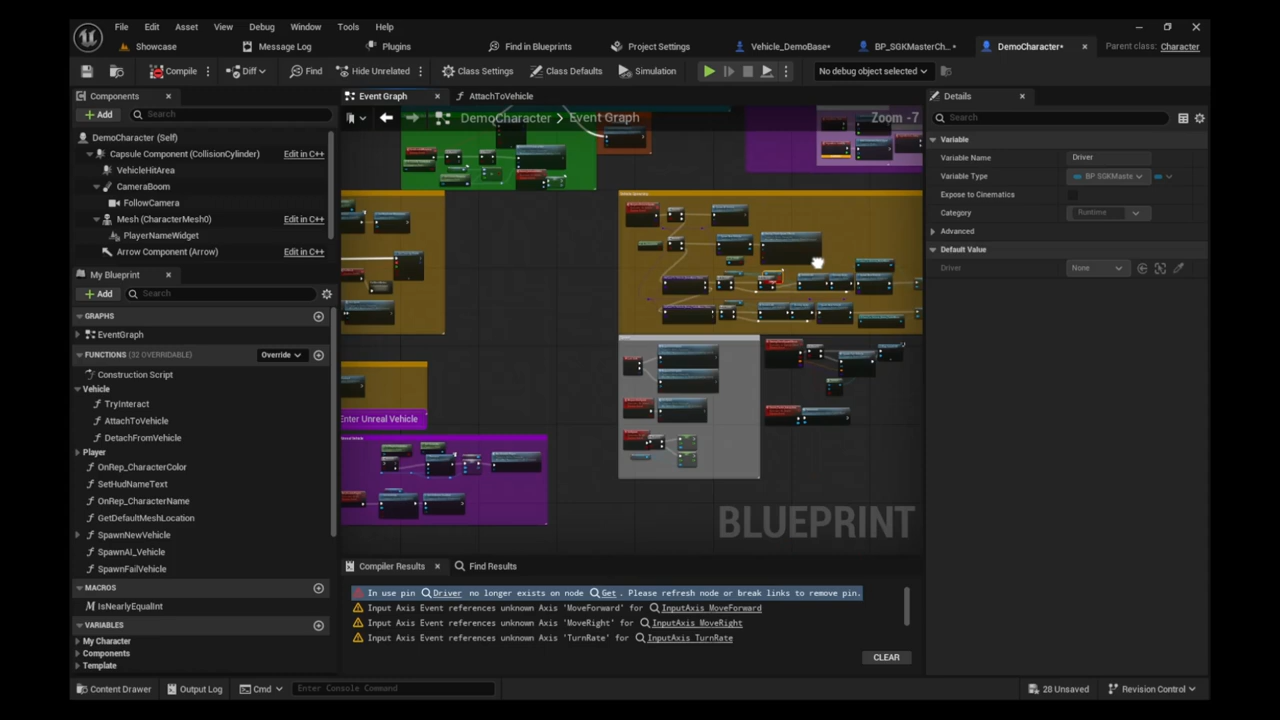 File Edit Asset View Debug Window Tools Help
Showcase Message Log Plugins Find in Blueprints Project Settings Vehicle_DemoBase* BP_SGKMasterCh...* DemoCharacter* Parent class: Character
Compile Diff Find Hide Unrelated Class Settings Class Defaults Simulation No debug object selected
Components
Add Search
DemoCharacter (Self)
Capsule Component (CollisionCylinder) Edit in C++
VehicleHitArea
CameraBoom
FollowCamera
Mesh (CharacterMesh0) Edit in C++
PlayerNameWidget
Arrow Component (Arrow) Edit in C++
My Blueprint
Add Search
GRAPHS
EventGraph
FUNCTIONS (32 OVERRIDABLE) Override
Construction Script
Vehicle
TryInteract
AttachToVehicle
DetachFromVehicle
Player
OnRep_CharacterColor
SetHudNameText
OnRep_CharacterName
GetDefaultMeshLocation
SpawnNewVehicle
SpawnAI_Vehicle
SpawnFailVehicle
MACROS
IsNearlyEqualInt
VARIABLES
My Character
Components
Template
Event Graph AttachToVehicle
DemoCharacter > Event Graph Zoom -7
Enter Unreal Vehicle
BLUEPRINT
Compiler Results Find Results
In use pin Driver no longer exists on node Get . Please refresh node or break links to remove pin.
Input Axis Event references unknown Axis 'MoveForward' for InputAxis MoveForward
Input Axis Event references unknown Axis 'MoveRight' for InputAxis MoveRight
Input Axis Event references unknown Axis 'TurnRate' for InputAxis TurnRate
CLEAR
Details
Search
Variable
Variable Name Driver
Variable Type BP SGKMaste
Expose to Cinematics
Category Runtime
Advanced
Default Value
Driver None
Content Drawer Output Log Cmd Enter Console Command 28 Unsaved Revision Control